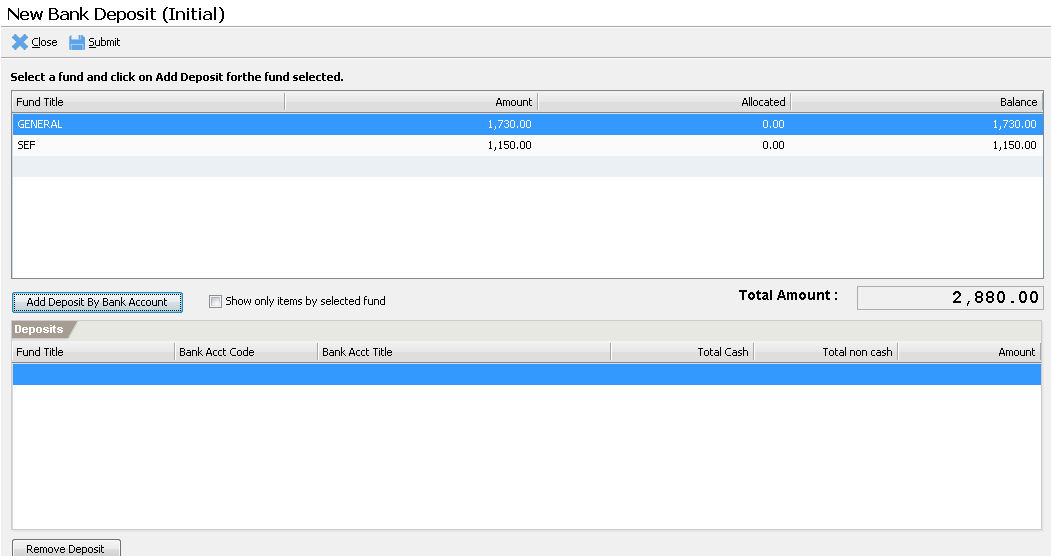 New Bank Deposit (Initial)
Close Submit
Select a fund and click on Add Deposit forthe fund selected.
Fund Title Amount Allocated Balance
GENERAL 1,730.00 0.00 1,730.00
SEF 1,150.00 0.00 1,150.00
Add Deposit By Bank Account Show only items by selected fund Total Amount : 2,880.00
Deposits
Fund Title Bank Acct Code Bank Acct Title Total Cash Total non cash Amount
Remove Deposit